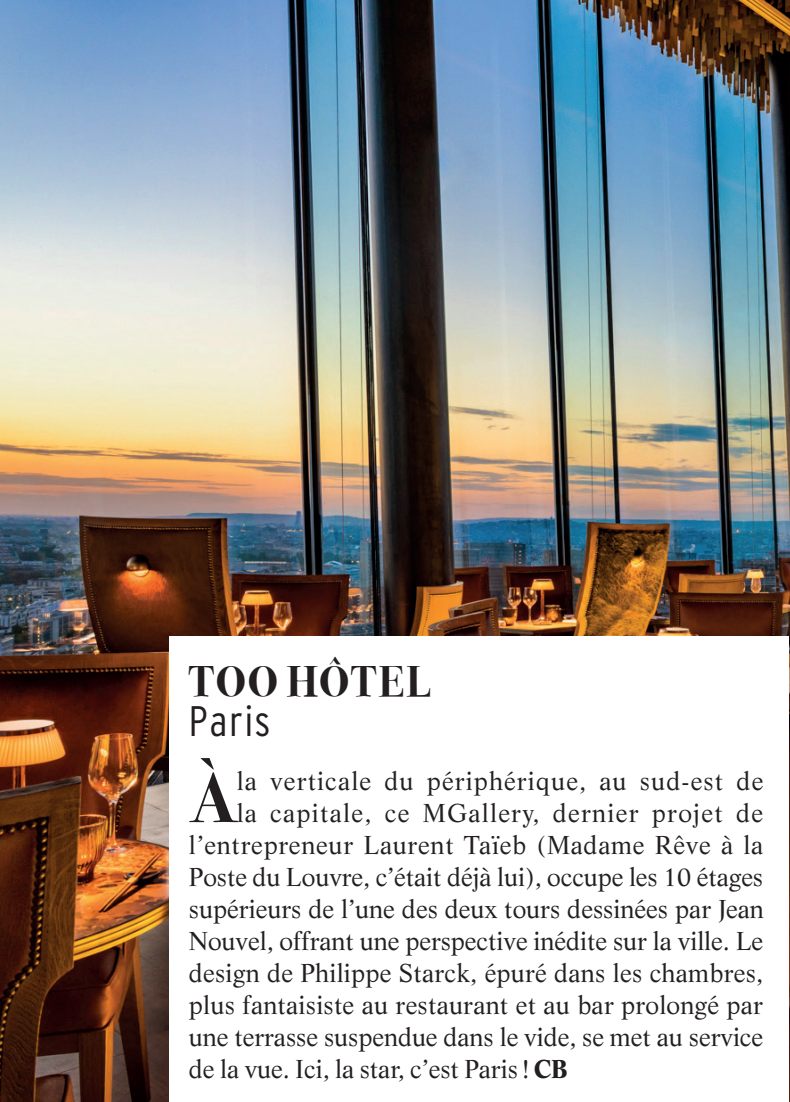 TOO HÔTEL
Paris
À la verticale du périphérique, au sud-est de
la capitale, ce MGallery, dernier projet de
l’entrepreneur Laurent Taïeb (Madame Rêve à la
Poste du Louvre, c’était déjà lui), occupe les 10 étages
supérieurs de l’une des deux tours dessinées par Jean
Nouvel, offrant une perspective inédite sur la ville. Le
design de Philippe Starck, épuré dans les chambres,
plus fantaisiste au restaurant et au bar prolongé par
une terrasse suspendue dans le vide, se met au service
de la vue. Ici, la star, c’est Paris ! CB